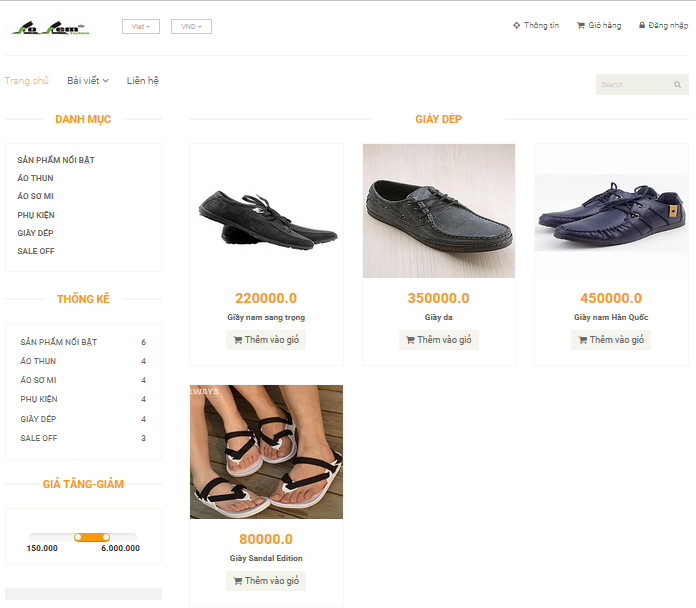 Viet
VND
Thông tin
Giỏ hàng
Đăng nhập
Trang chủ
Bài viết
Liên hệ
Search
DANH MỤC
SẢN PHẨM NỔI BẬT
ÁO THUN
ÁO SƠ MI
PHỤ KIỆN
GIÀY DÉP
SALE OFF
THỐNG KÊ
SẢN PHẨM NỔI BẬT 6
ÁO THUN 4
ÁO SƠ MI 4
PHỤ KIỆN 4
GIÀY DÉP 4
SALE OFF 3
GIÁ TĂNG-GIẢM
150.000 6.000.000
GIÀY DÉP
220000.0
Giầy nam sang trọng
Thêm vào giỏ
350000.0
Giầy da
Thêm vào giỏ
450000.0
Giầy nam Hàn Quốc
Thêm vào giỏ
LWAYS
80000.0
Giày Sandal Edition
Thêm vào giỏ